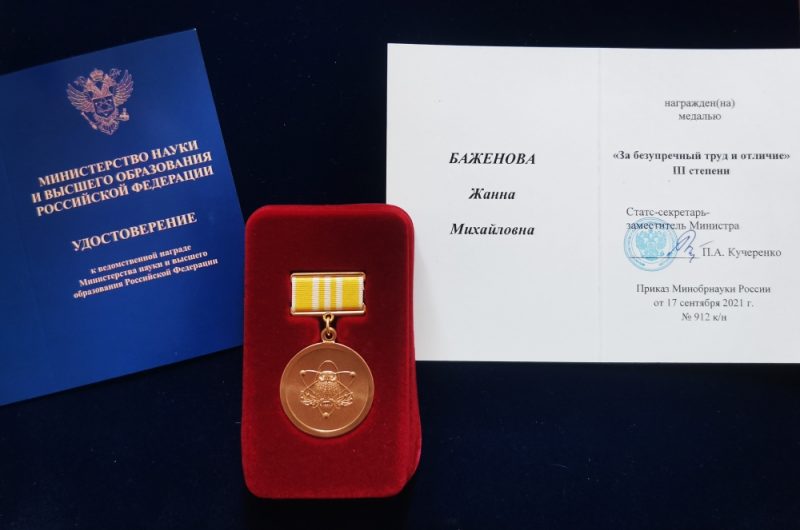 МИНИСТЕРСТВО НАУКИ
И ВЫСШЕГО ОБРАЗОВАНИЯ
РОССИЙСКОЙ ФЕДЕРАЦИИ
УДОСТОВЕРЕНИЕ
к ведомственной награде
Министерства науки и высшего
образования Российской Федерации
БАЖЕНОВА
Жанна
Михайловна
награжден(на)
медалью
«За безупречный труд и отличие»
III степени
Статс-секретарь-
заместитель Министра
П.А. Кучеренко
Приказ Минобрнауки России
от 17 сентября 2021 г.
№ 912 к/н